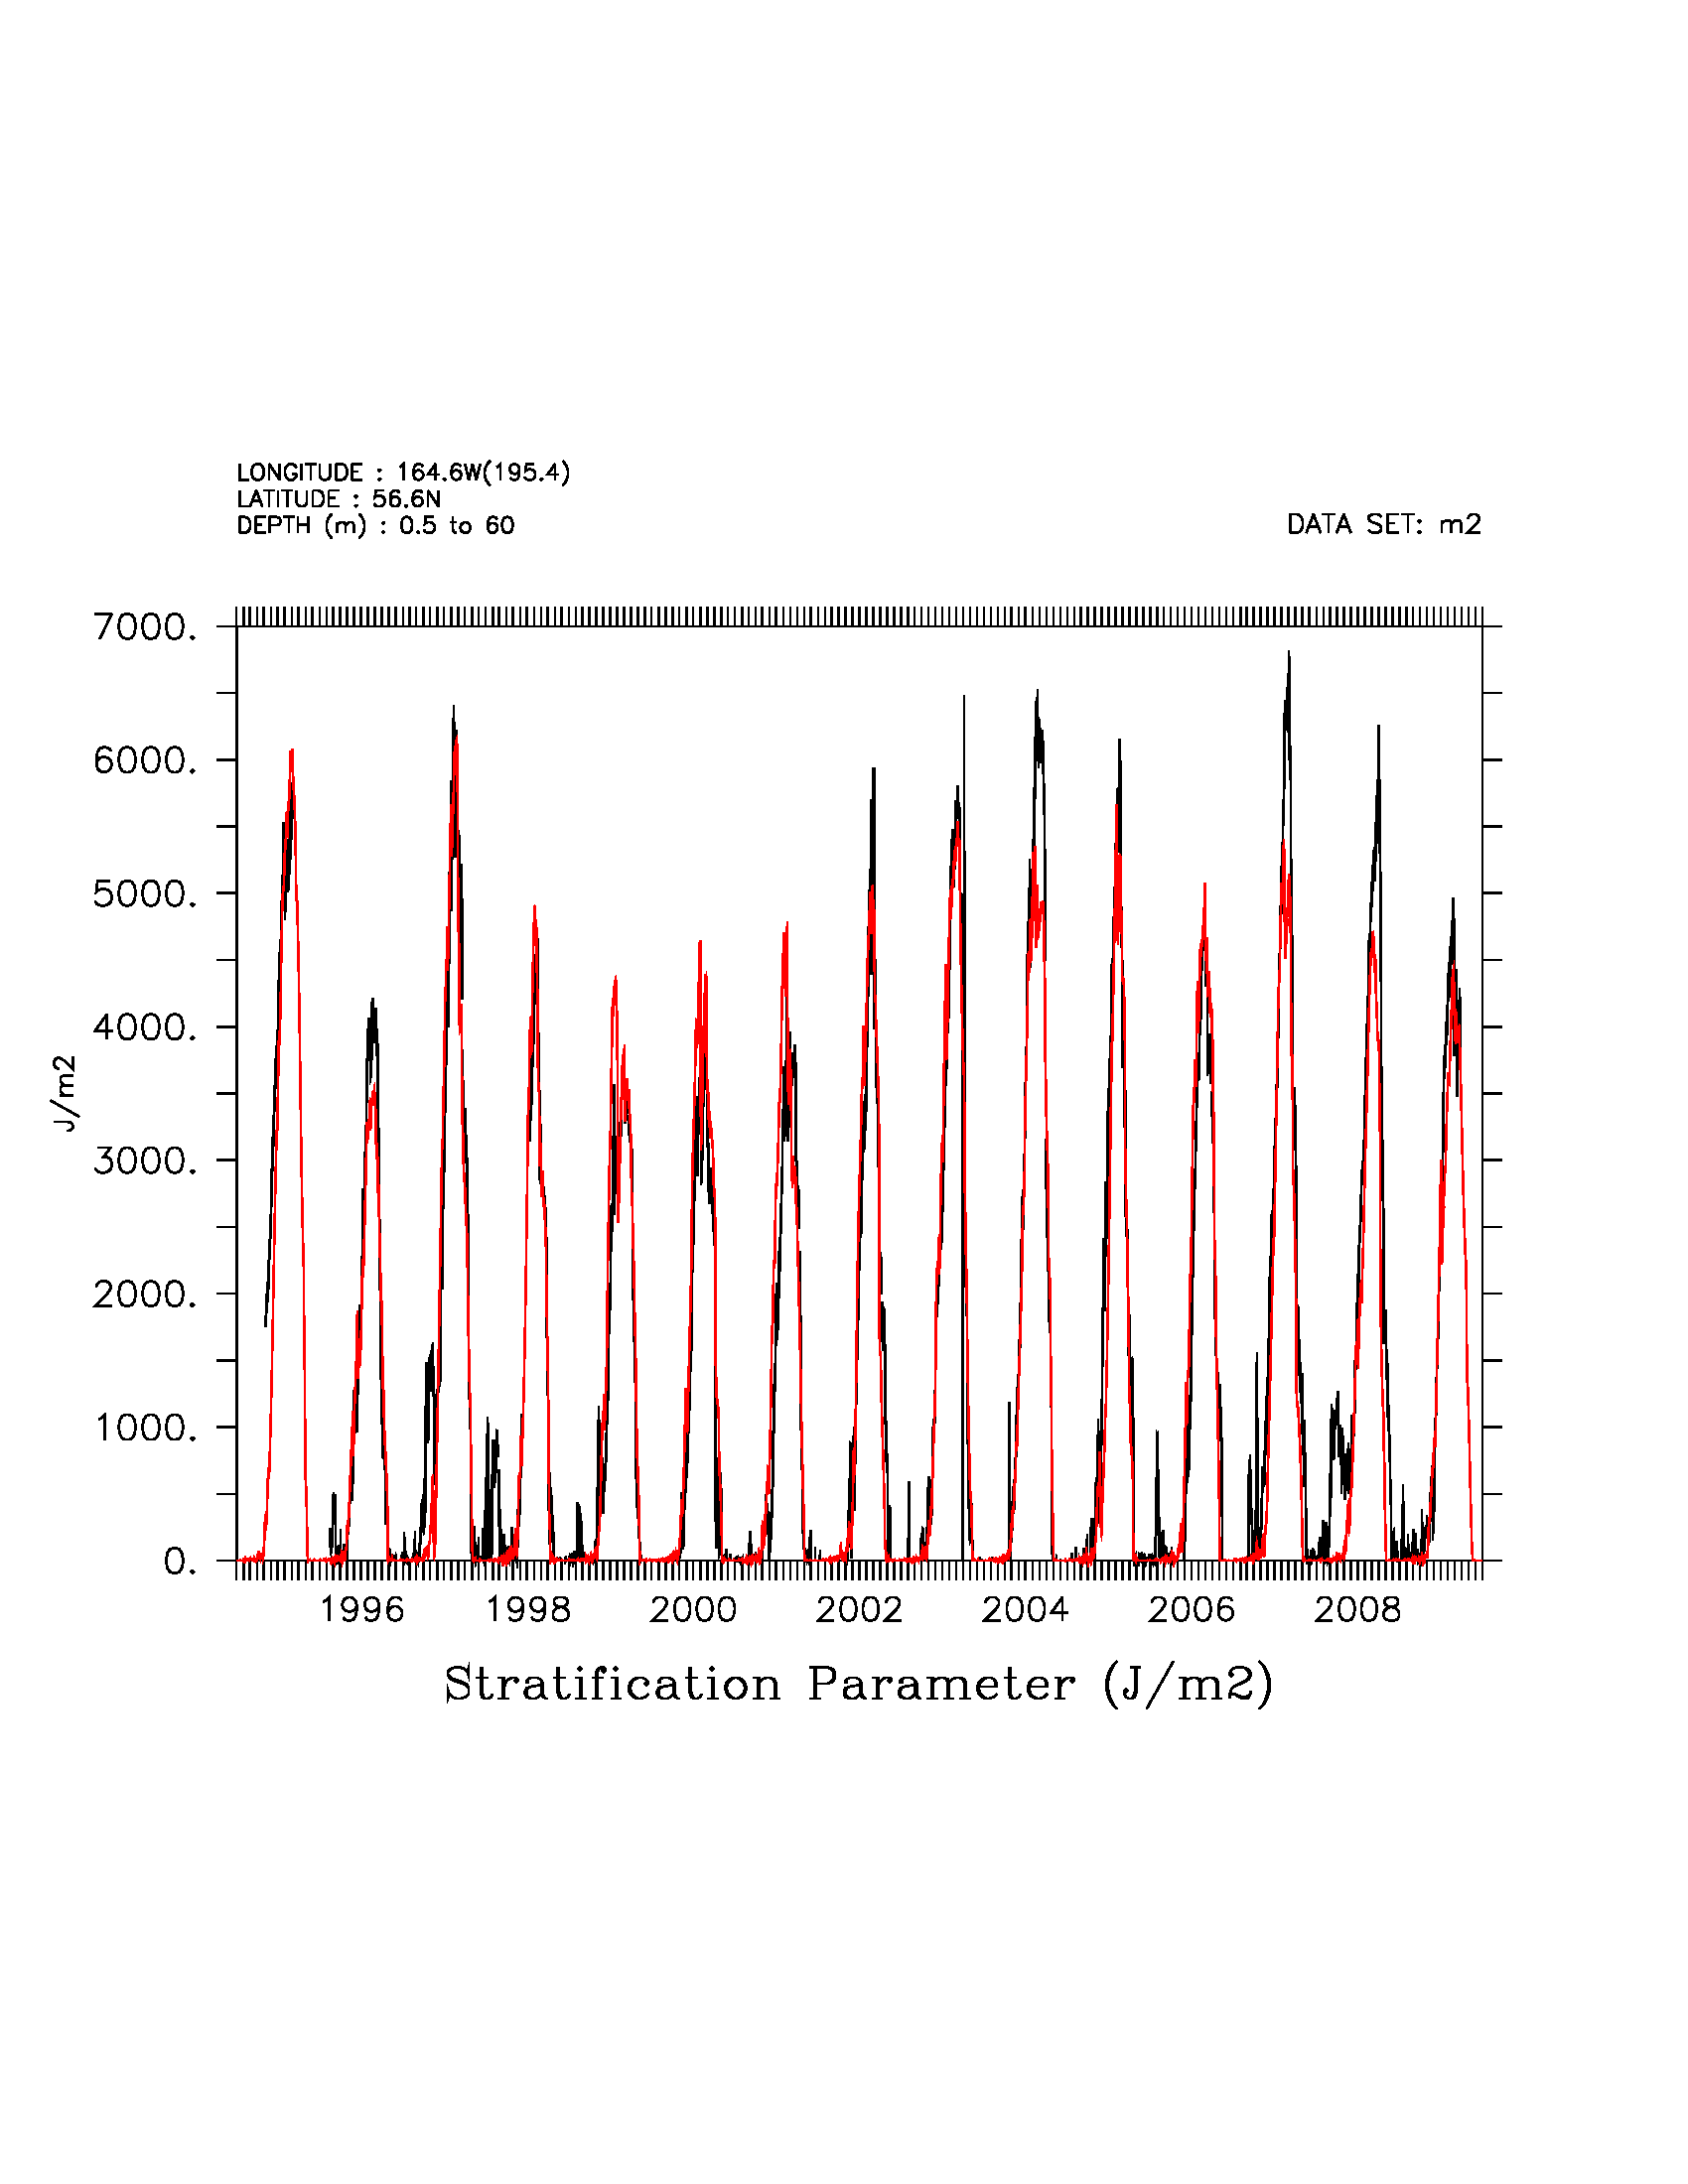 LONGITUDE : 164.6W(195.4)
LATITUDE : 56.6N
DEPTH (m) : 0.5 to 60
DATA SET: m2
7000.
6000.
5000.
4000.
3000.
2000.
1000.
0.
J/m2
1996 1998 2000 2002 2004 2006 2008
Stratification Parameter (J/m2)